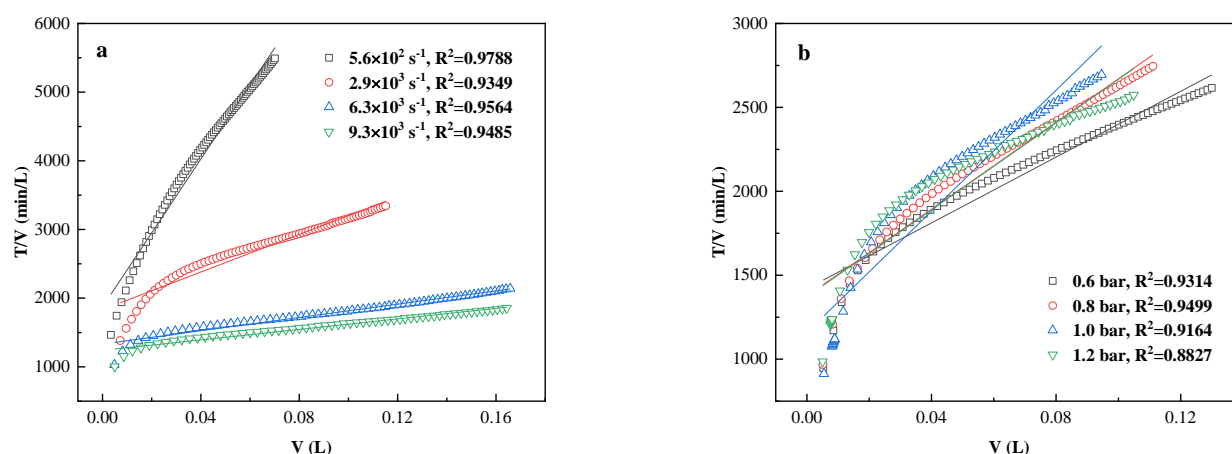 a
5.6×10² s⁻¹, R²=0.9788
2.9×10³ s⁻¹, R²=0.9349
6.3×10³ s⁻¹, R²=0.9564
9.3×10³ s⁻¹, R²=0.9485
T/V (min/L)
6000
5000
4000
3000
2000
1000
0.00
0.04
0.08
0.12
0.16
V (L)
b
0.6 bar, R²=0.9314
0.8 bar, R²=0.9499
1.0 bar, R²=0.9164
1.2 bar, R²=0.8827
T/V (min/L)
3000
2500
2000
1500
1000
0.00
0.04
0.08
0.12
V (L)